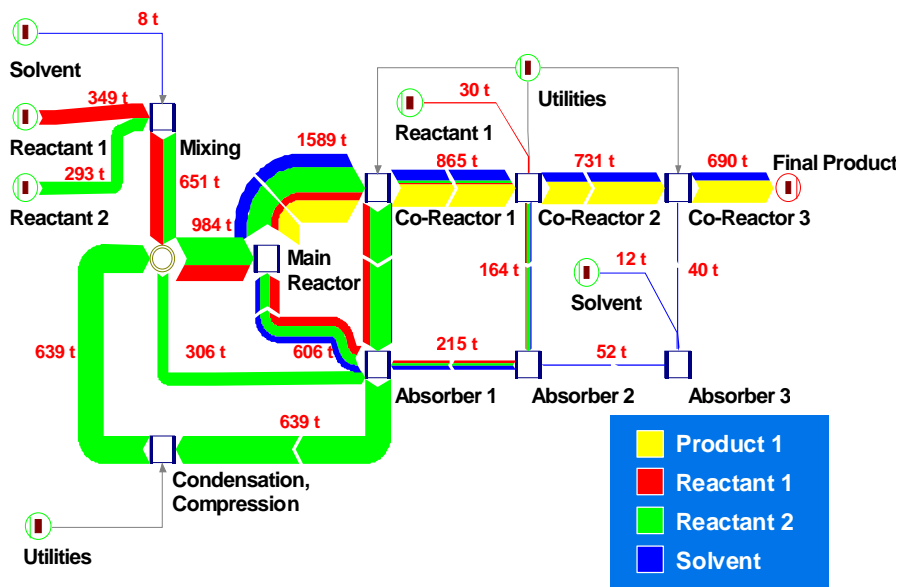 8 t
Solvent
349 t
Reactant 1
Mixing
293 t
Reactant 2
651 t
984 t
1589 t
Main
Reactor
30 t
Reactant 1
Utilities
865 t
731 t
690 t
Final Product
Co-Reactor 1
Co-Reactor 2
Co-Reactor 3
164 t
12 t
Solvent
40 t
639 t
306 t
606 t
215 t
52 t
Absorber 1
Absorber 2
Absorber 3
639 t
Condensation,
Compression
Utilities
Product 1
Reactant 1
Reactant 2
Solvent